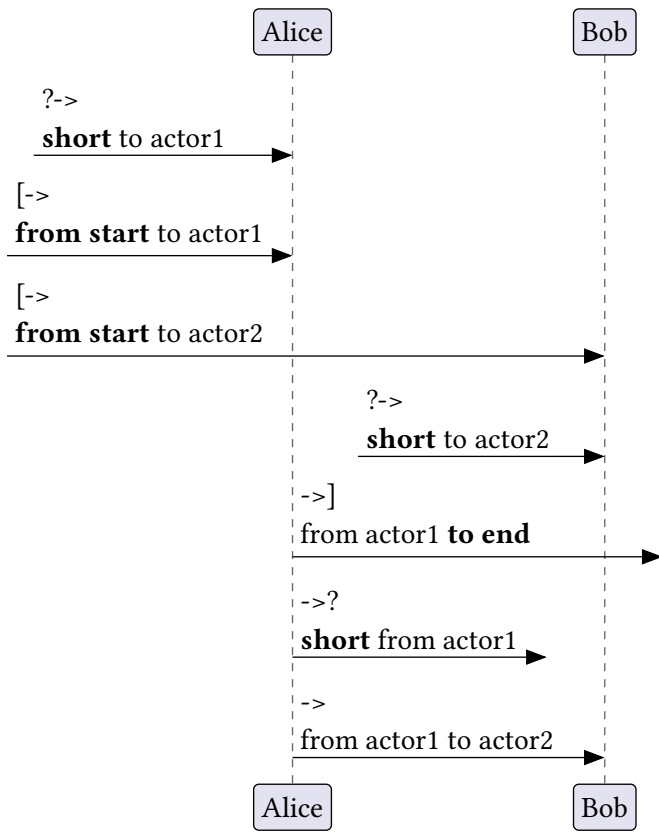 Alice Bob
?->
short to actor1
[->
from start to actor1
[->
from start to actor2
?->
short to actor2
->]
from actor1 to end
->?
short from actor1
->
from actor1 to actor2
Alice Bob